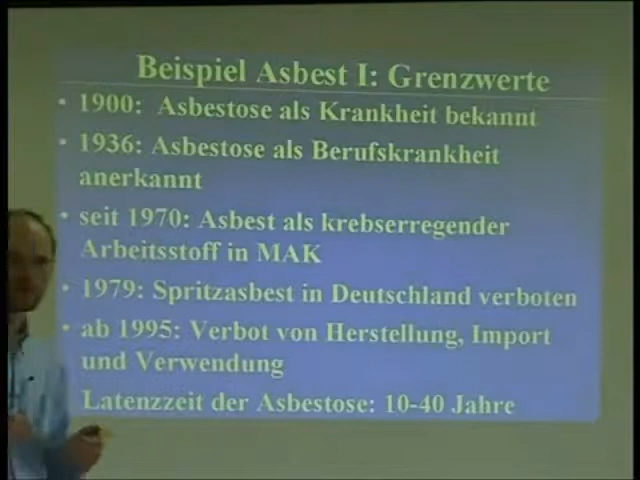 Beispiel Asbest I: Grenzwerte
• 1900: Asbestose als Krankheit bekannt
• 1936: Asbestose als Berufskrankheit
anerkannt
• seit 1970: Asbest als krebserregender
Arbeitsstoff in MAK
• 1979: Spritzasbest in Deutschland verboten
• ab 1995: Verbot von Herstellung, Import
und Verwendung
Latenzzeit der Asbestose: 10-40 Jahre